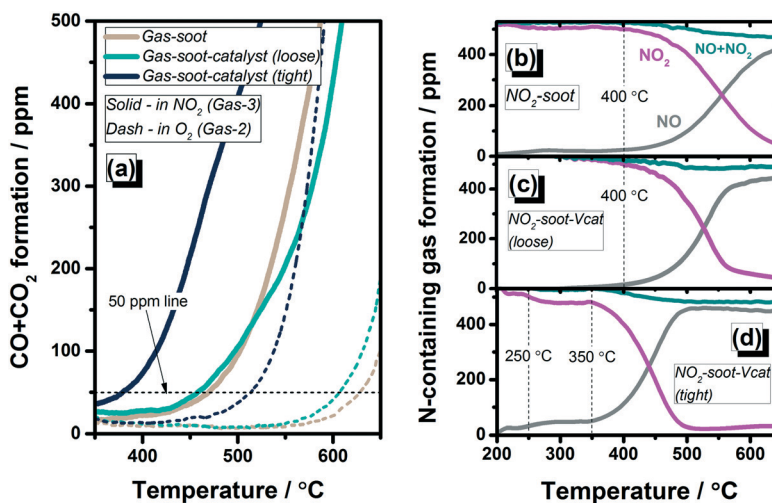 500
400
300
200
100
0
CO+CO₂ formation / ppm
Gas-soot
Gas-soot-catalyst (loose)
Gas-soot-catalyst (tight)
Solid - in NO₂ (Gas-3)
Dash - in O₂ (Gas-2)
(a)
50 ppm line
400
500
600
Temperature / °C
N-containing gas formation / ppm
400
200
0
(b)
NO₂-soot
NO+NO₂
NO₂
400 °C
NO
400
200
0
(c)
NO₂-soot-Vcat
(loose)
400 °C
400
200
0
(d)
250 °C
350 °C
NO₂-soot-Vcat
(tight)
200
300
400
500
600
Temperature / °C